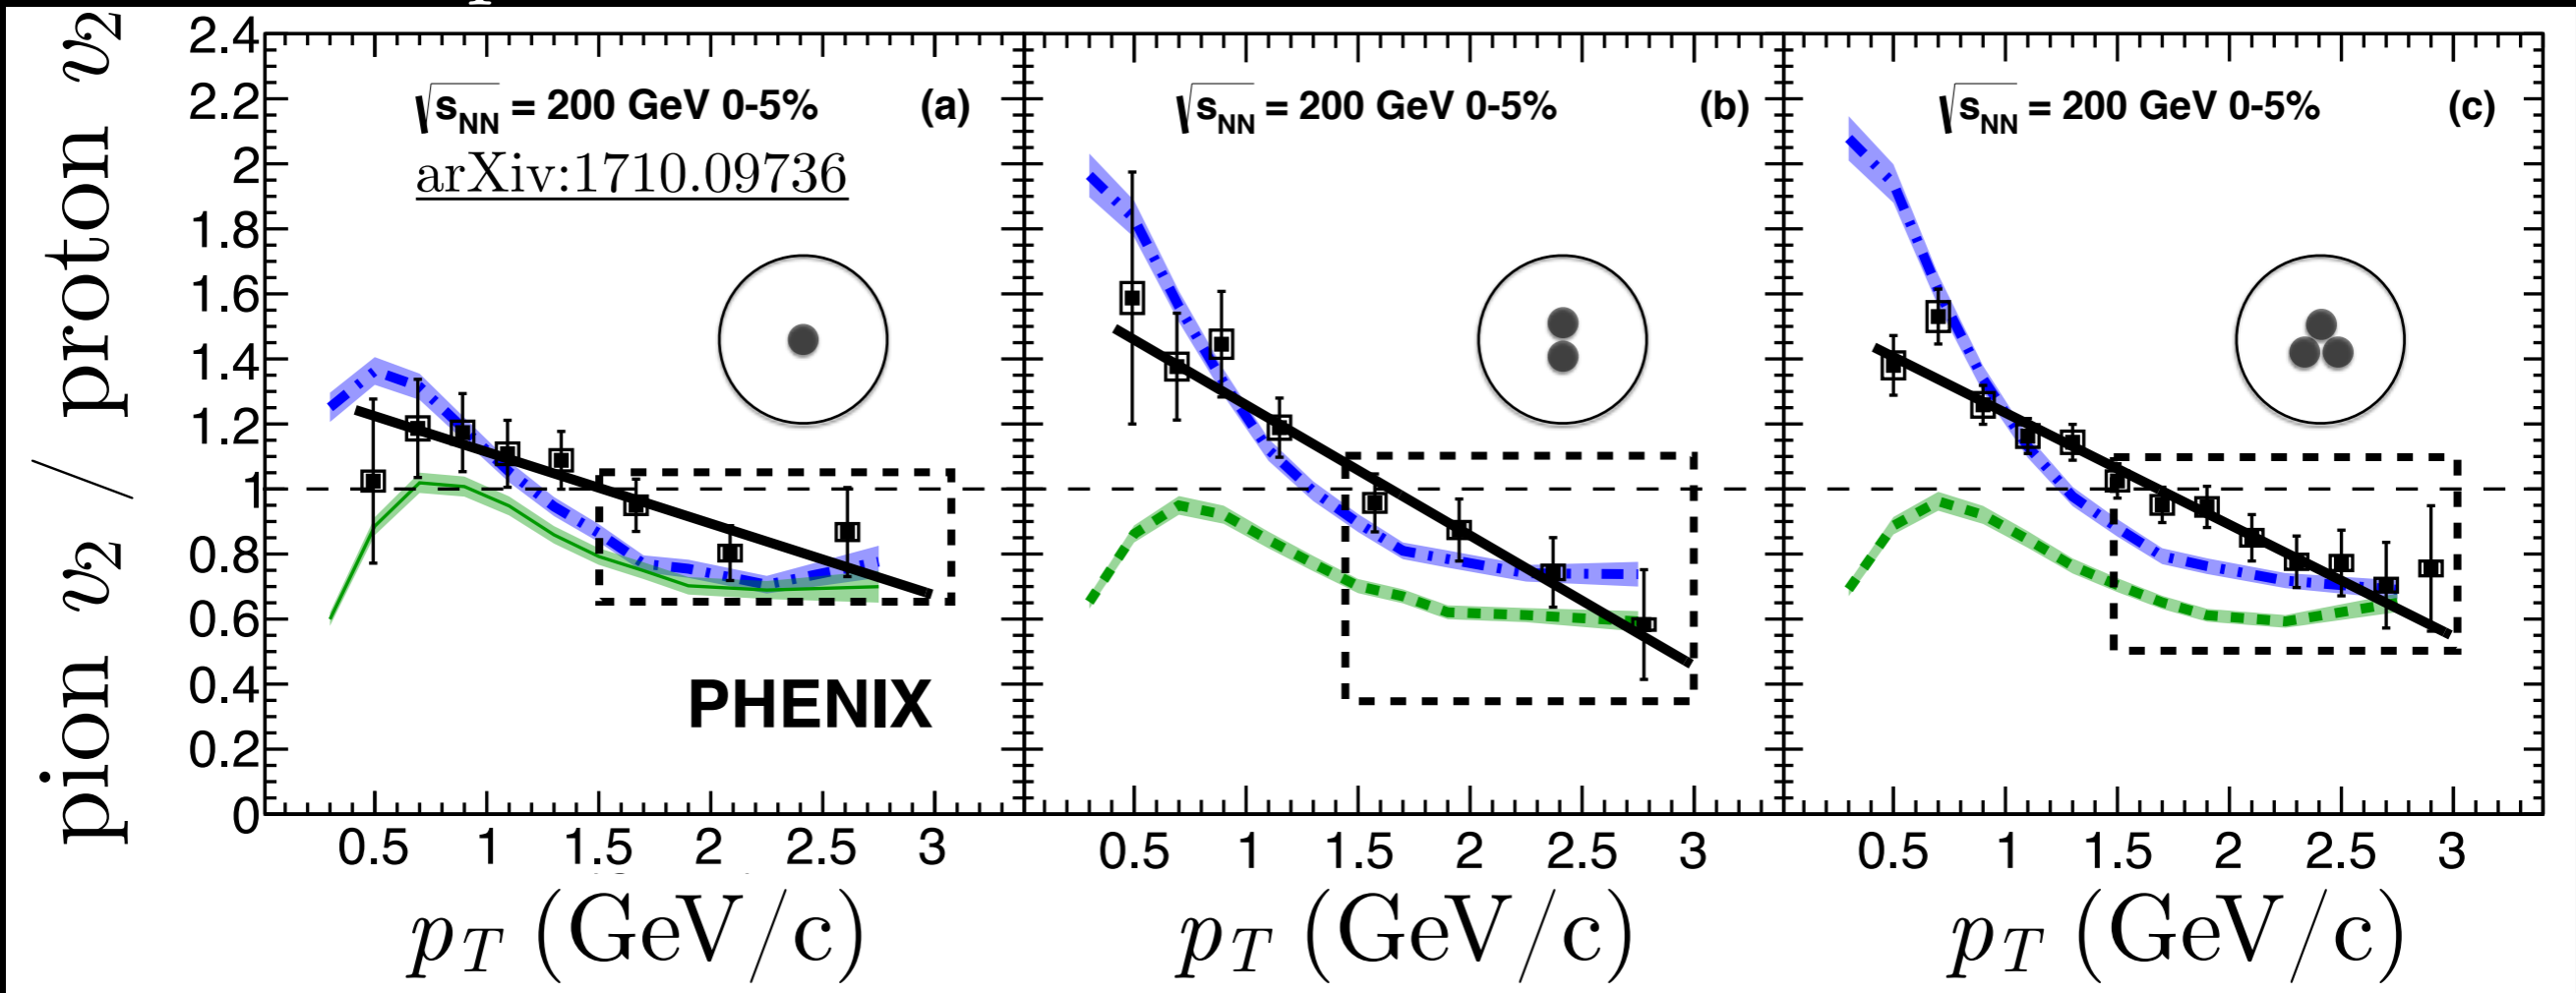 pion v2 / proton v2
2.4
2.2
2
1.8
1.6
1.4
1.2
1
0.8
0.6
0.4
0.2
0
√sNN = 200 GeV 0-5% (a)
arXiv:1710.09736
PHENIX
0.5 1 1.5 2 2.5 3
pT (GeV/c)
√sNN = 200 GeV 0-5% (b)
0.5 1 1.5 2 2.5 3
pT (GeV/c)
√sNN = 200 GeV 0-5% (c)
0.5 1 1.5 2 2.5 3
pT (GeV/c)